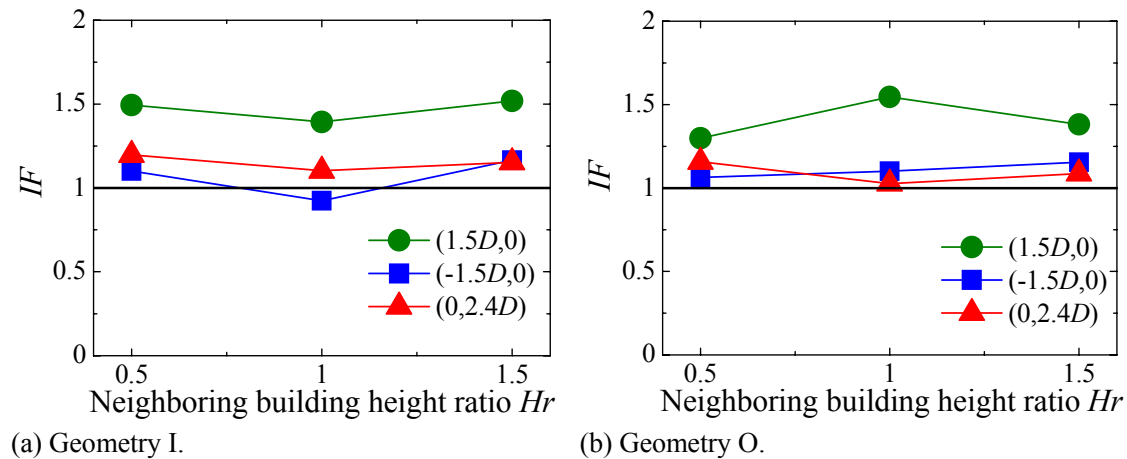 2
1.5
1
0.5
0
IF
(1.5D,0)
(-1.5D,0)
(0,2.4D)
0.5 1 1.5
Neighboring building height ratio Hr
(a) Geometry I.
2
1.5
1
0.5
0
IF
(1.5D,0)
(-1.5D,0)
(0,2.4D)
0.5 1 1.5
Neighboring building height ratio Hr
(b) Geometry O.